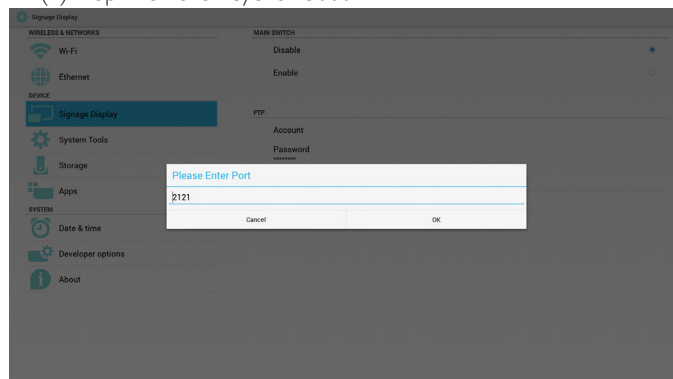 Signage Display
WIRELESS & NETWORKS
Wi-Fi
Ethernet
DEVICE
Signage Display
System Tools
Storage
Apps
SYSTEM
Date & time
Developer options
About
MAIN SWITCH
Disable
Enable
FTP
Account
Password
********
Please Enter Port
2121
Cancel
OK